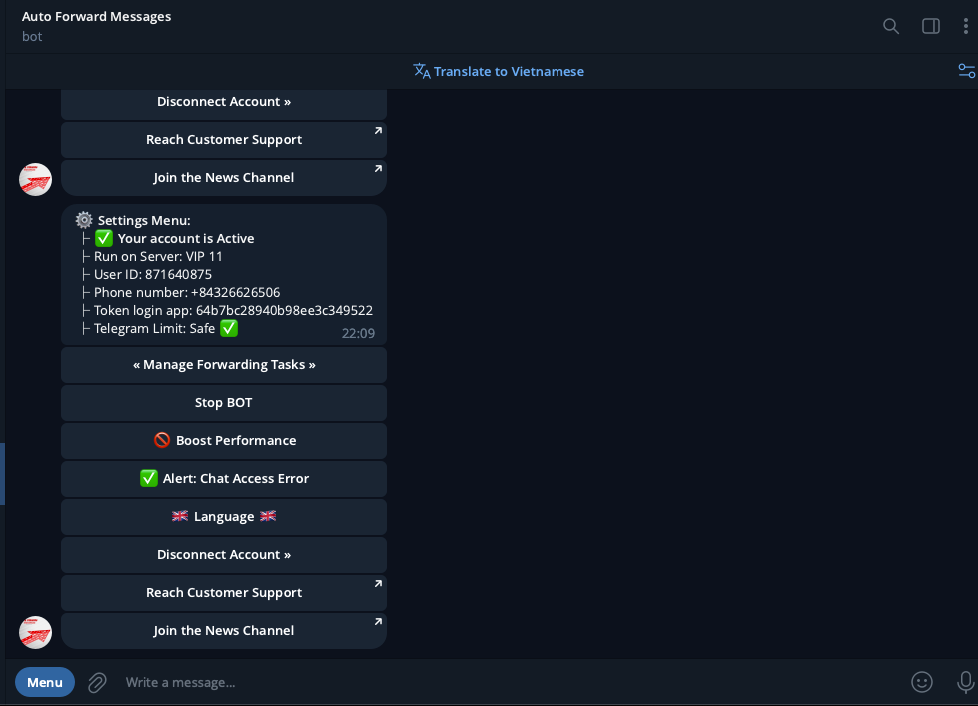 Auto Forward Messages
bot
Translate to Vietnamese
Disconnect Account »
Reach Customer Support
Join the News Channel
Settings Menu:
├ ✅ Your account is Active
├ Run on Server: VIP 11
├ User ID: 871640875
├ Phone number: +84326626506
├ Token login app: 64b7bc28940b98ee3c349522
├ Telegram Limit: Safe ✅
22:09
« Manage Forwarding Tasks »
Stop BOT
🚫 Boost Performance
✅ Alert: Chat Access Error
🇬🇧 Language 🇬🇧
Disconnect Account »
Reach Customer Support
Join the News Channel
Menu
Write a message...